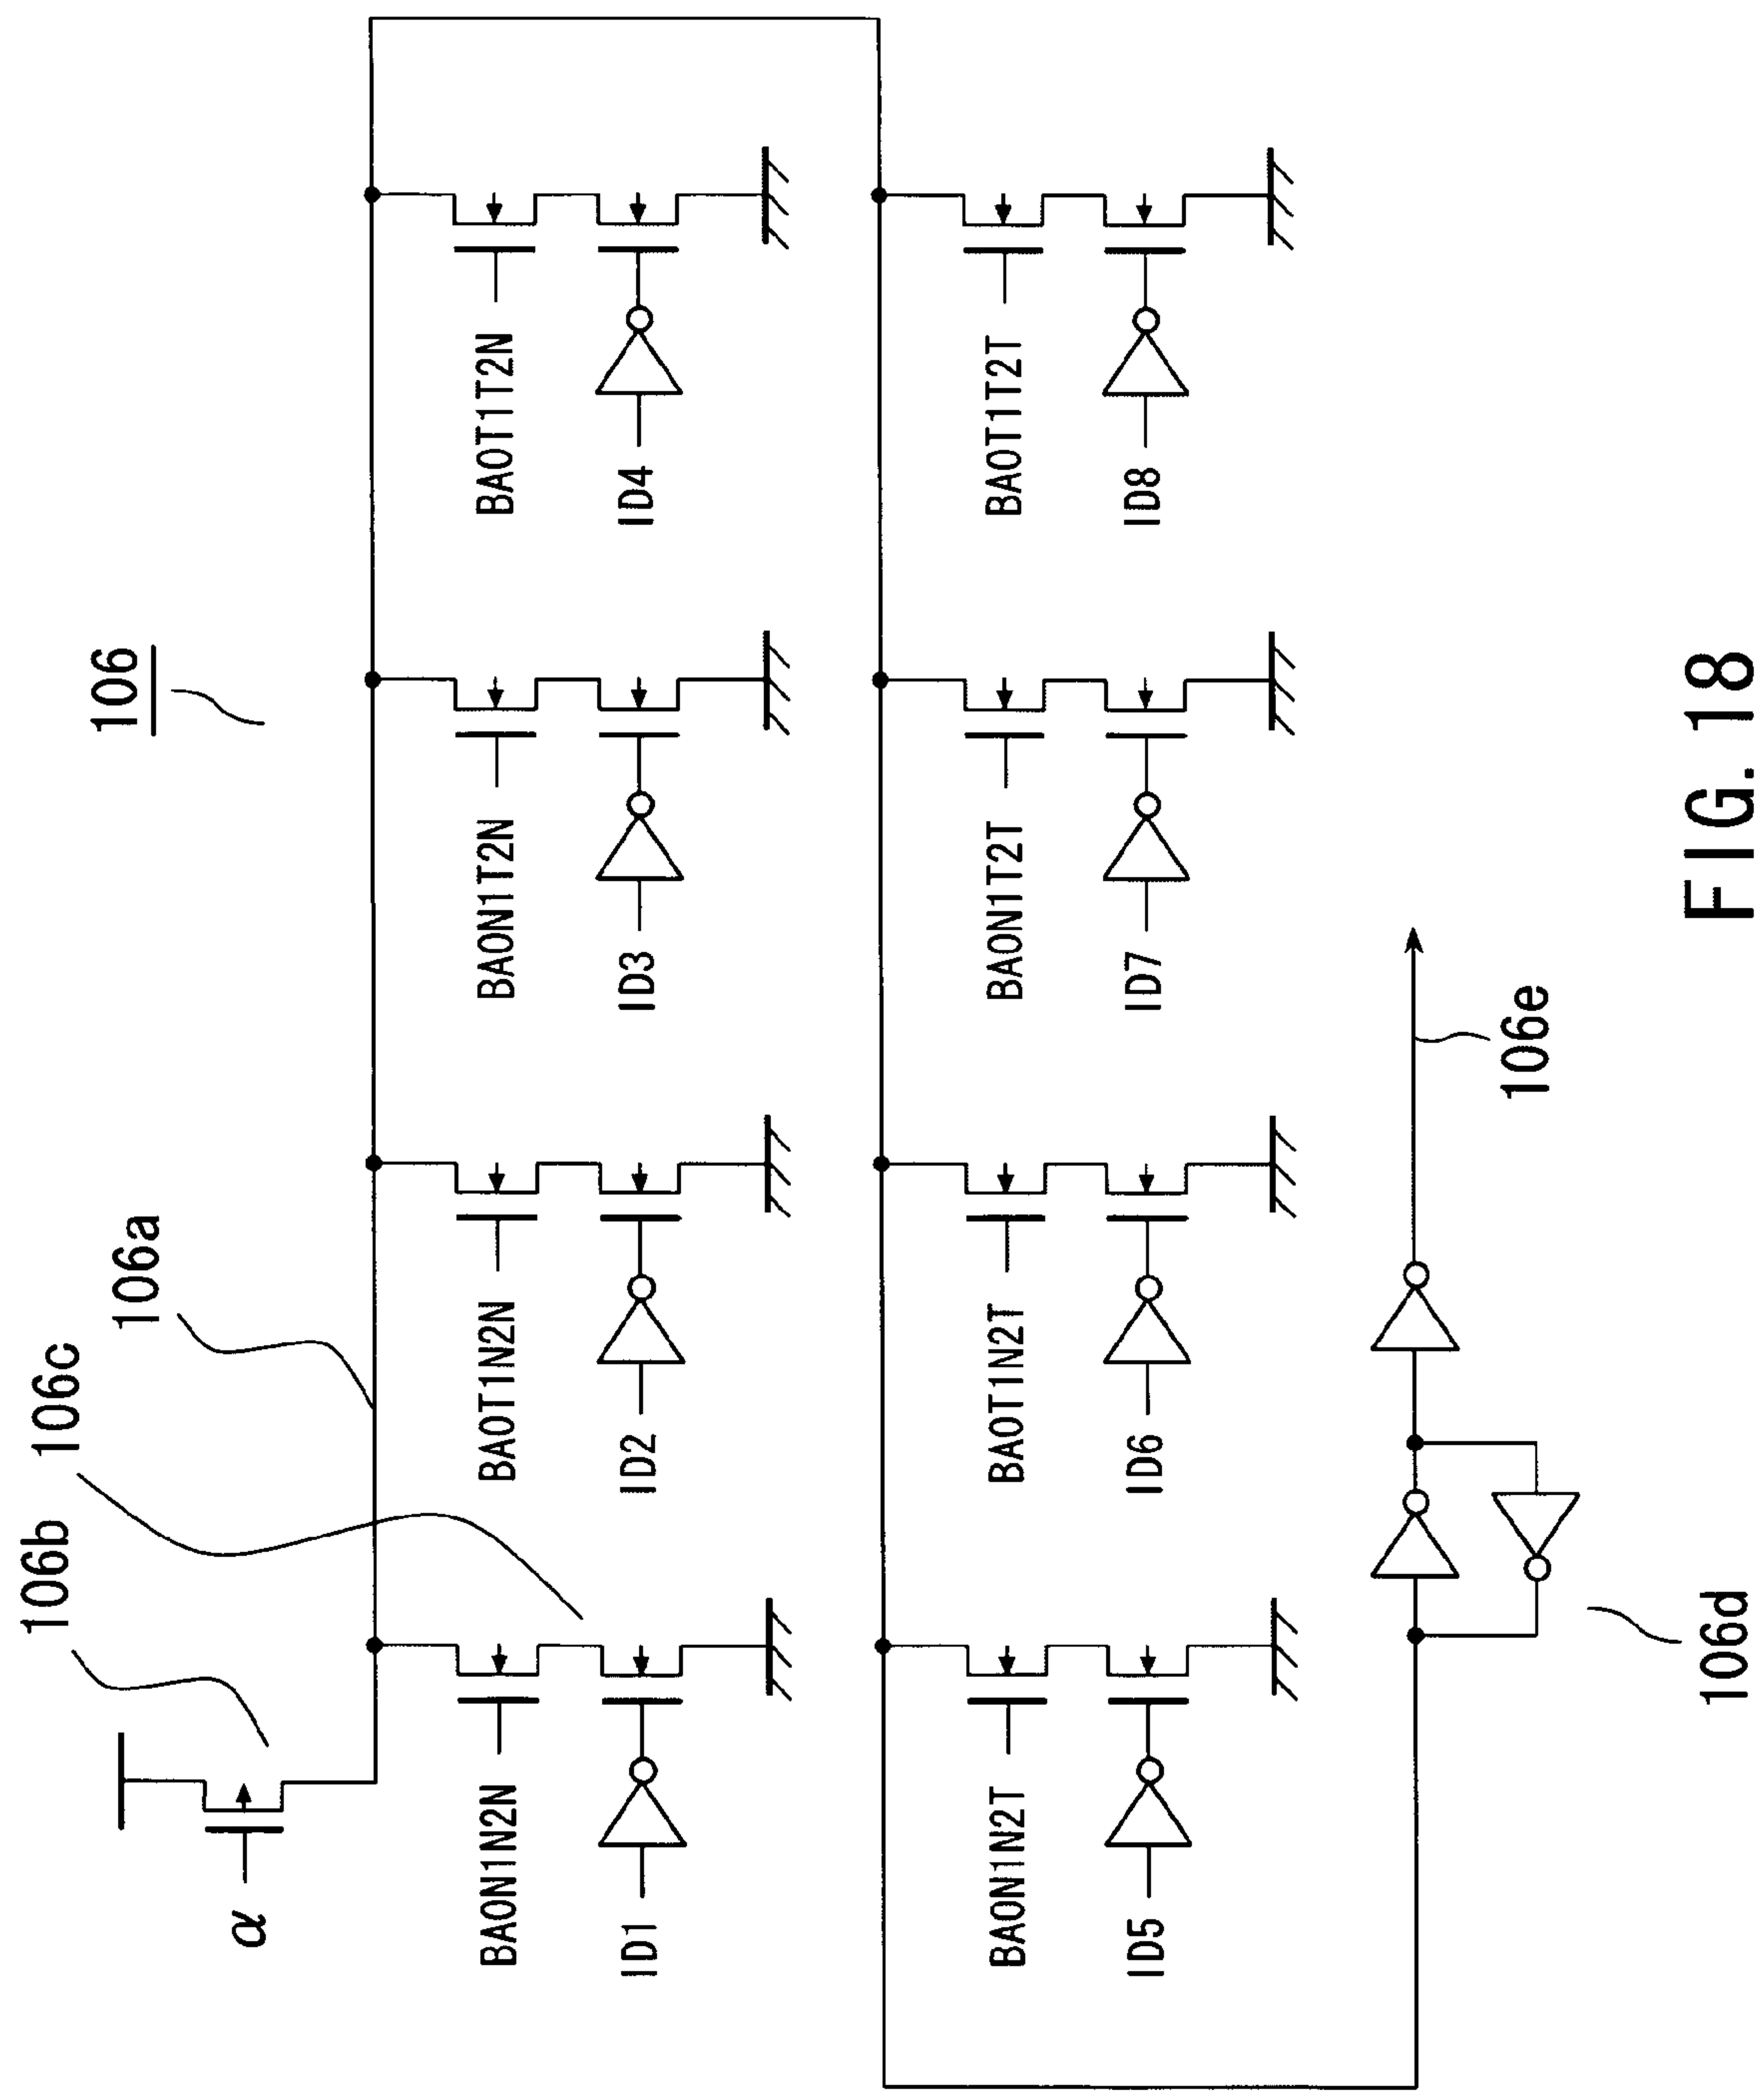 106b
106c
106
106a
α
BA0N1N2N
BA0T1N2N
BA0N1T2N
BA0T1T2N
ID1
ID2
ID3
ID4
BA0N1N2T
BA0T1N2T
BA0N1T2T
BA0T1T2T
ID5
ID6
ID7
ID8
106e
106d
FIG. 18